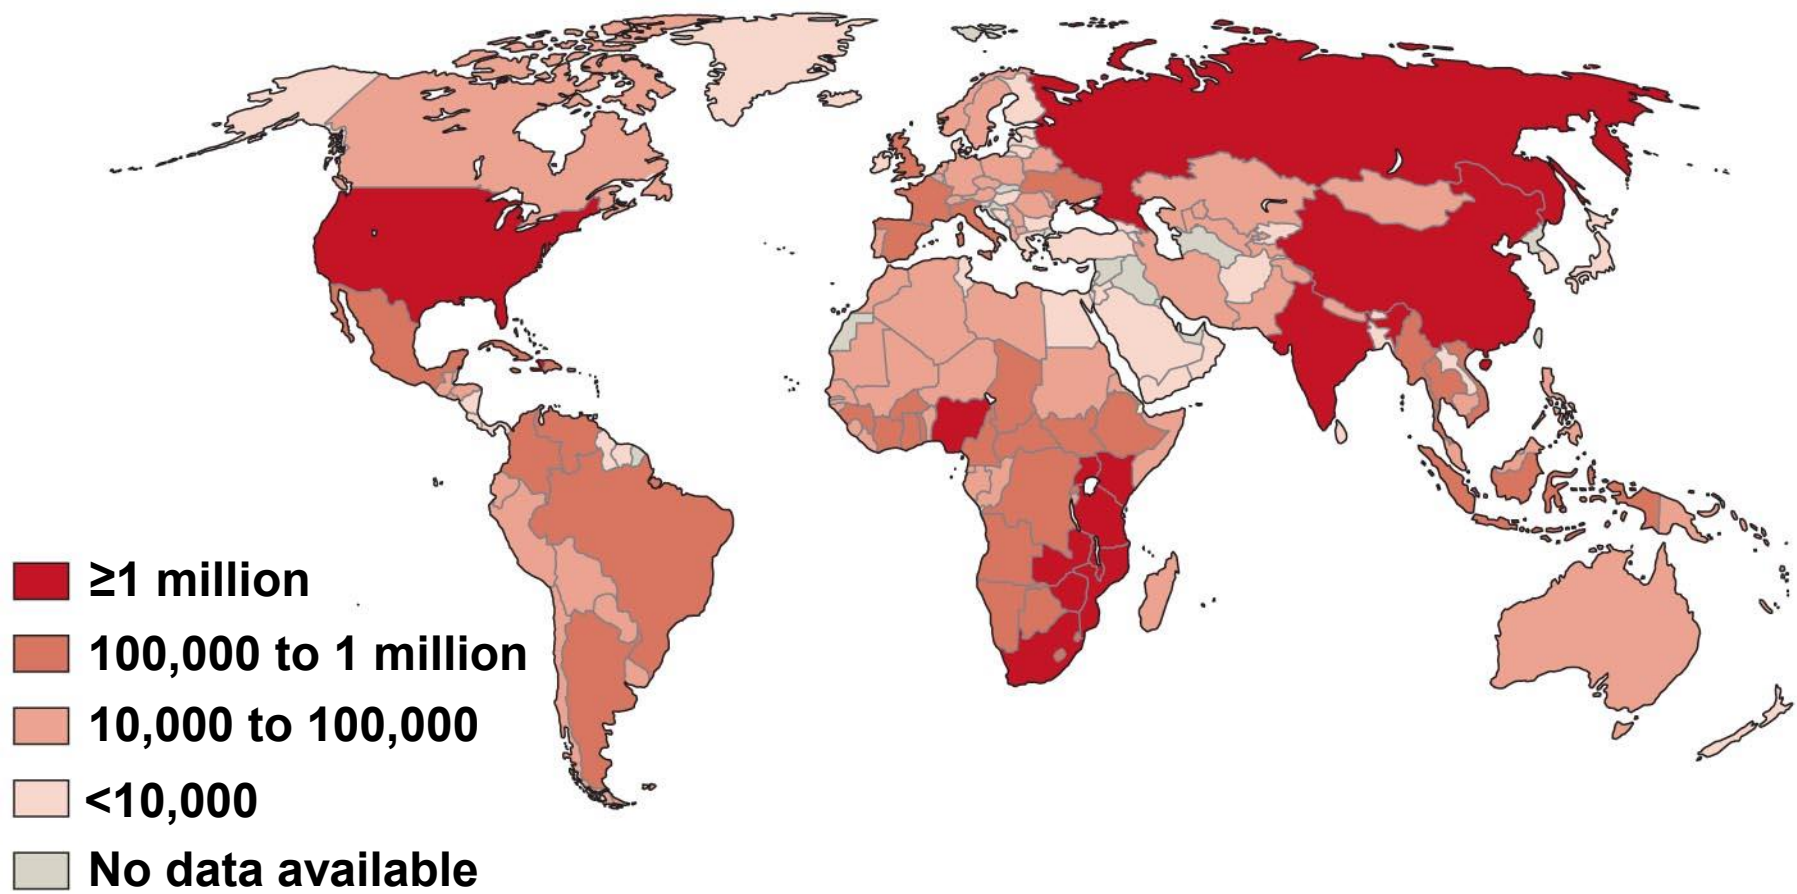 ≥1 million
100,000 to 1 million
10,000 to 100,000
<10,000
No data available